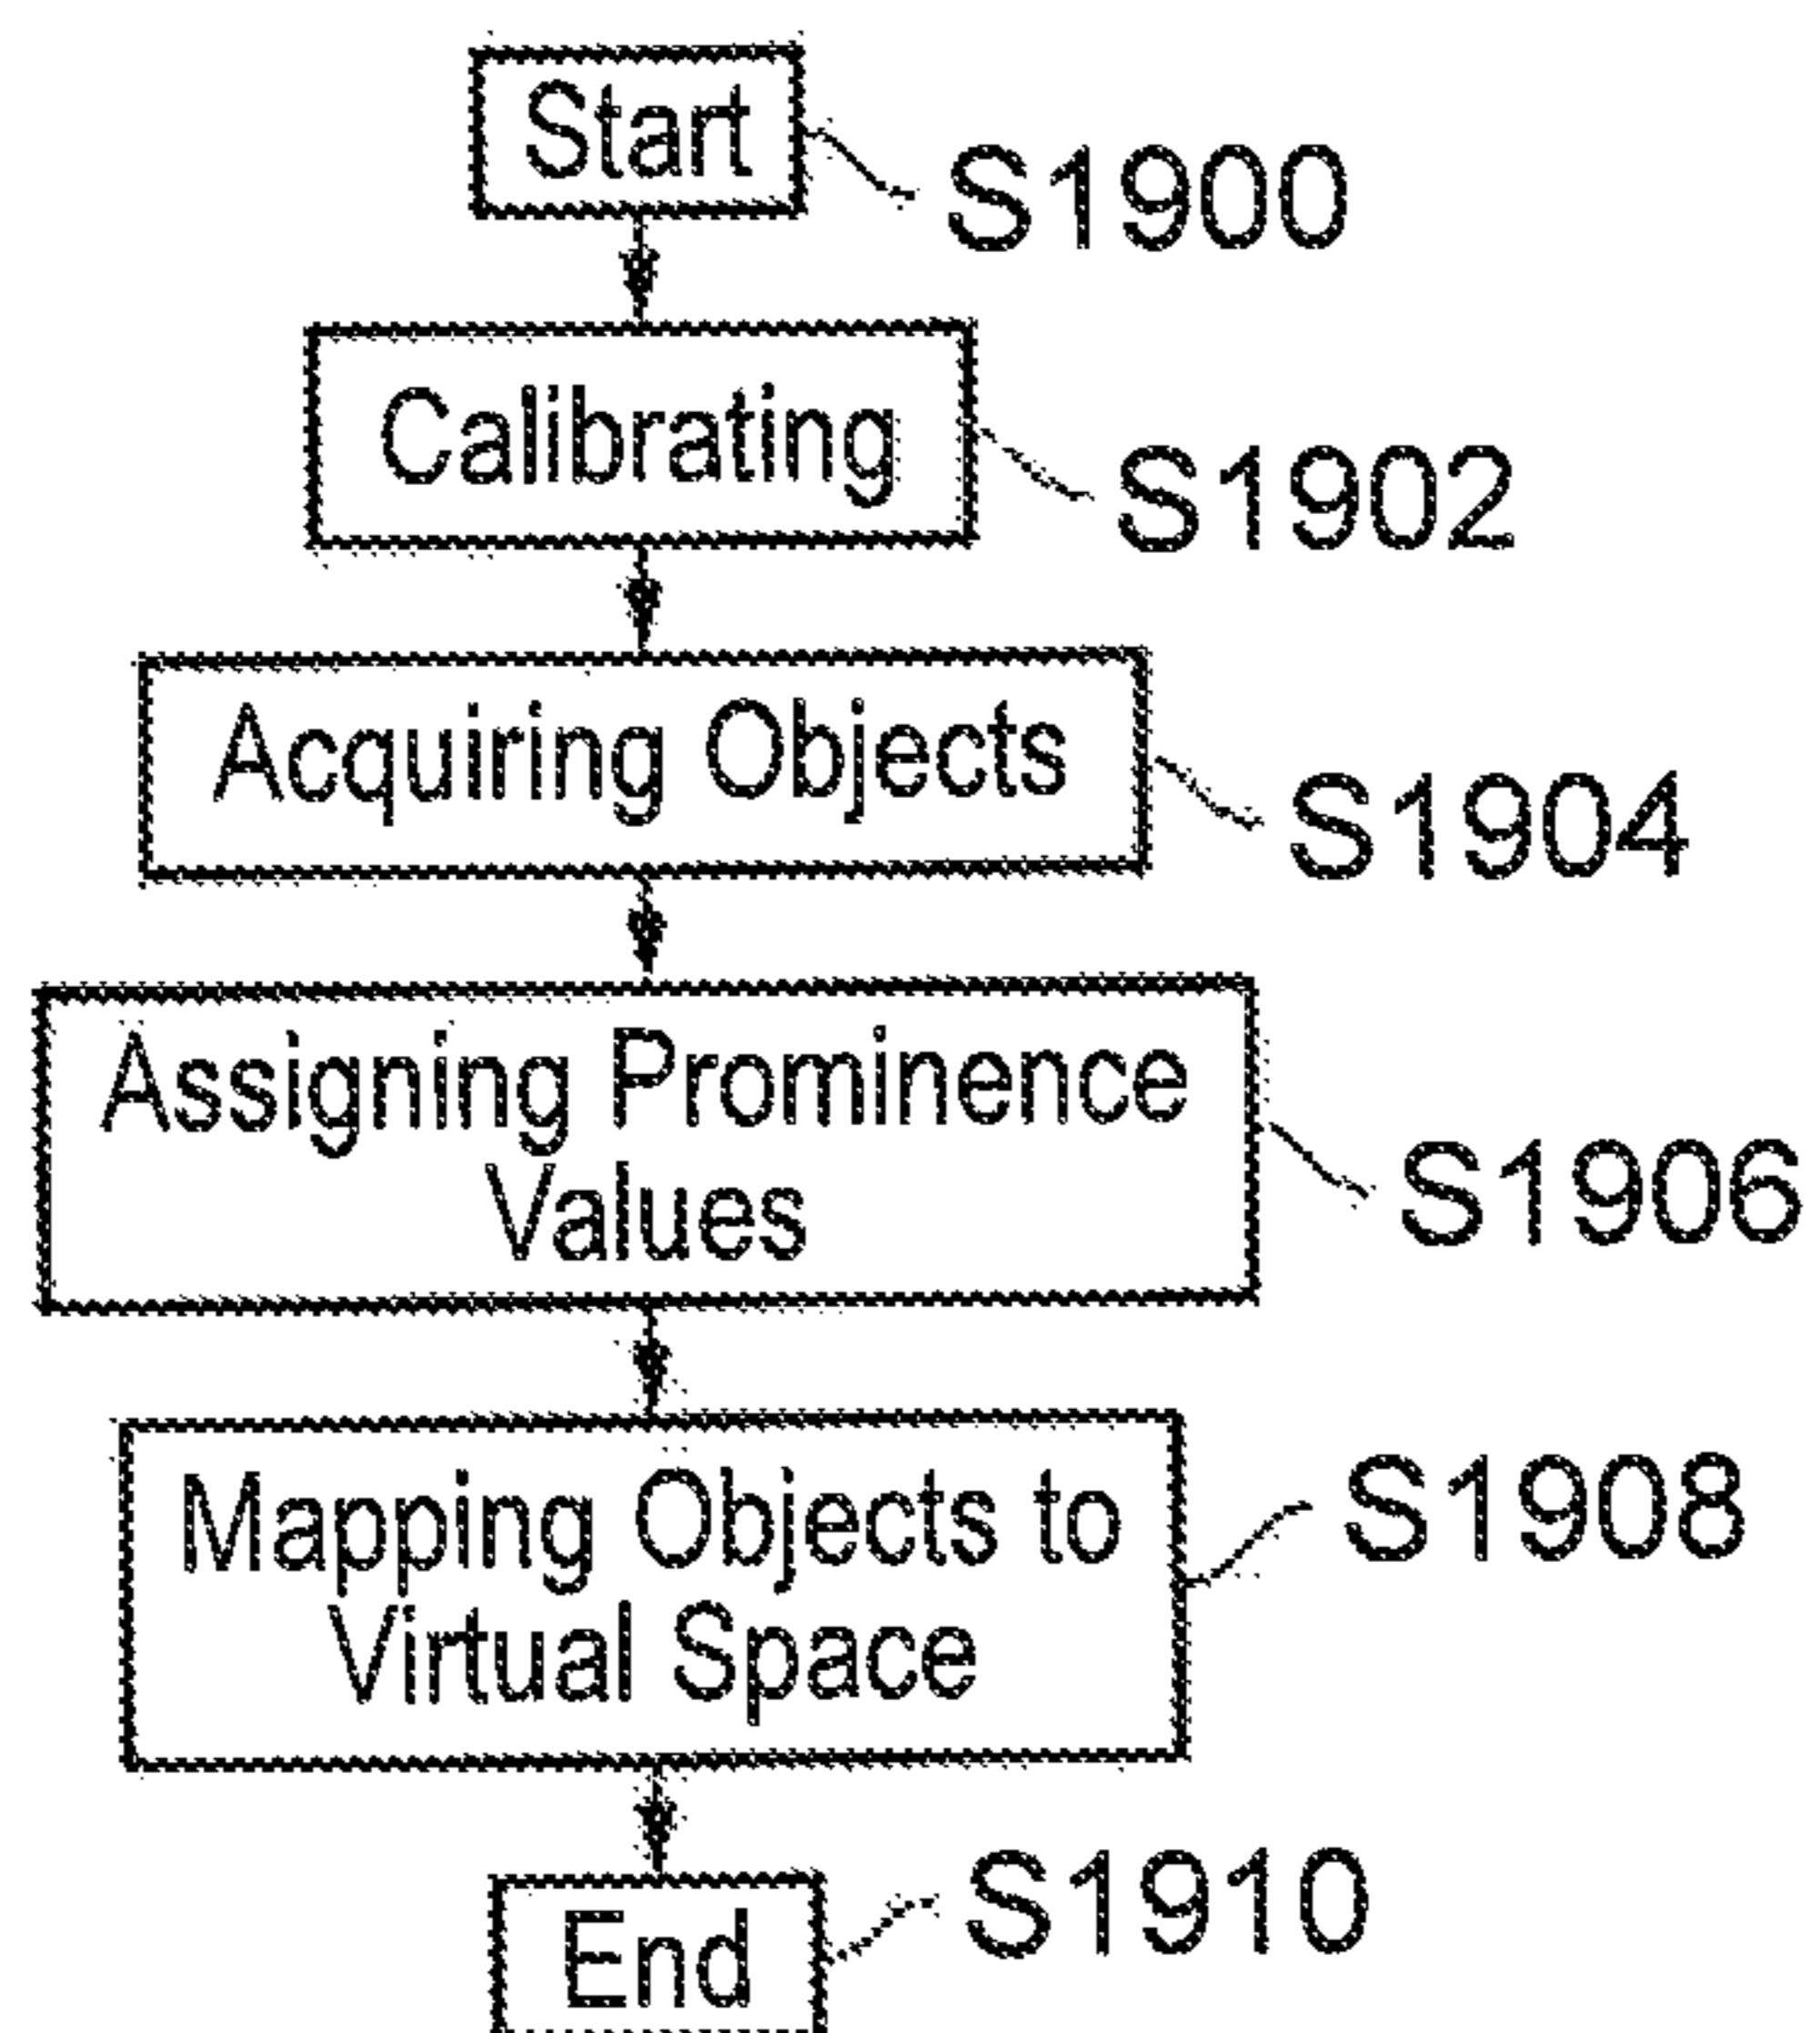 Start
S1900
Calibrating
S1902
Acquiring Objects
S1904
Assigning Prominence
Values
S1906
Mapping Objects to
Virtual Space
S1908
End
S1910